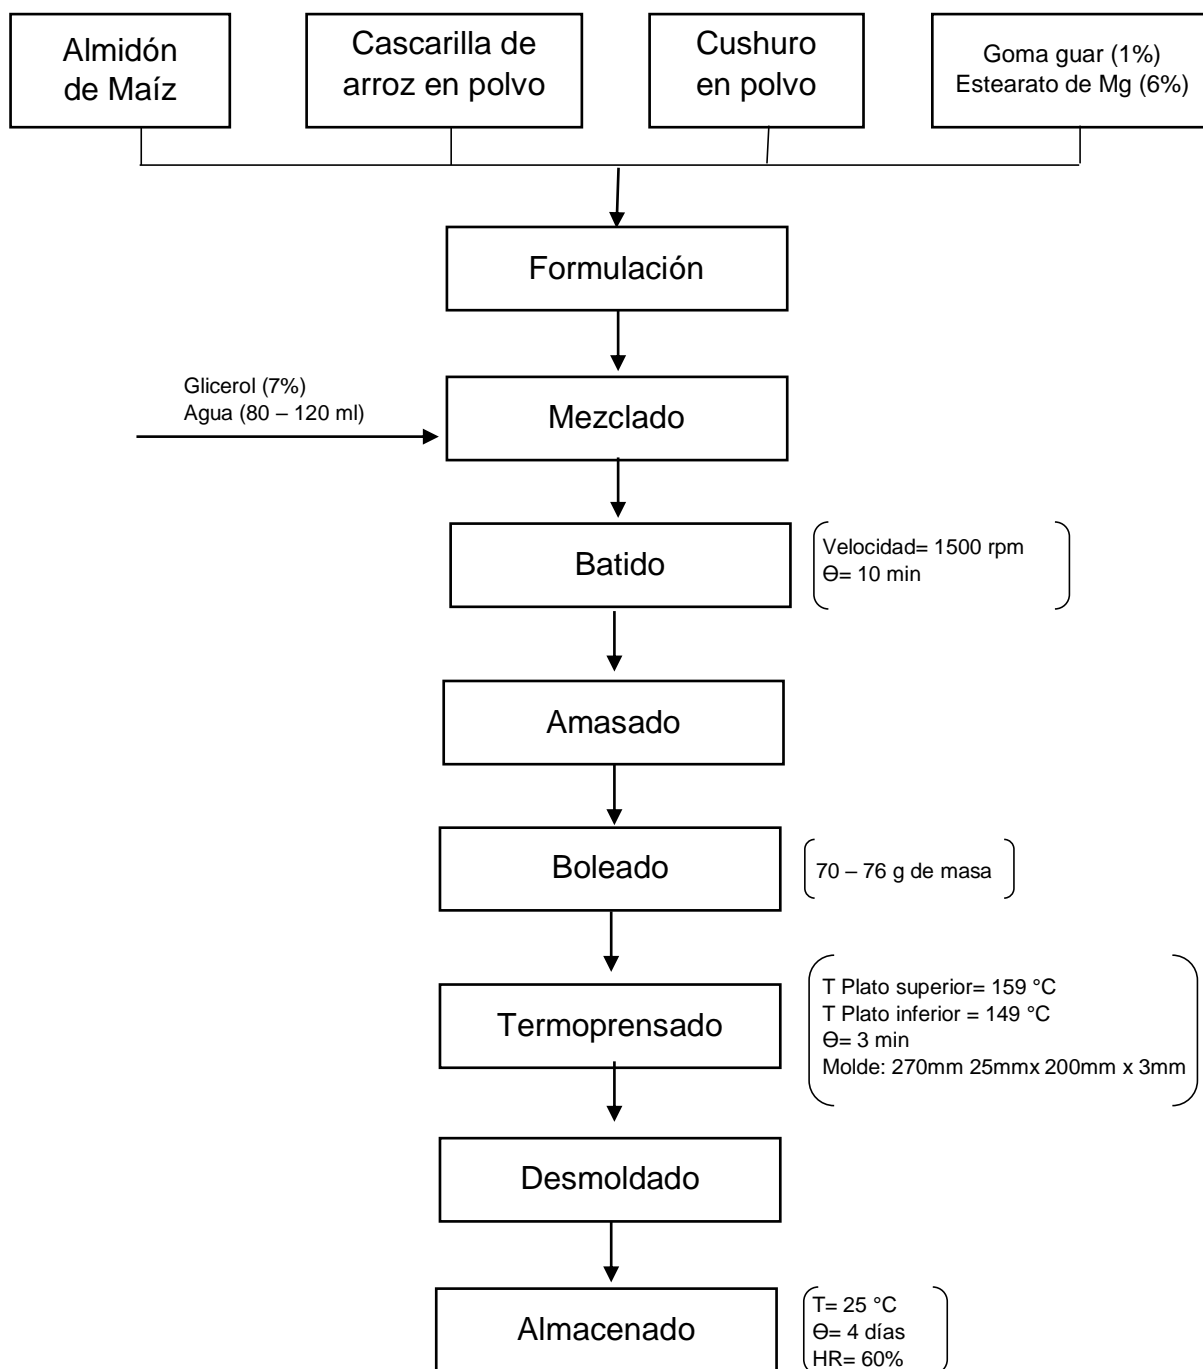 Almidón
de Maíz
Cascarilla de
arroz en polvo
Cushuro
en polvo
Goma guar (1%)
Estearato de Mg (6%)
Formulación
Glicerol (7%)
Agua (80 – 120 ml)
Mezclado
Batido
Velocidad= 1500 rpm
Ɵ= 10 min
Amasado
Boleado
70 – 76 g de masa
Termoprensado
T Plato superior= 159 °C
T Plato inferior = 149 °C
Ɵ= 3 min
Molde: 270mm 25mmx 200mm x 3mm
Desmoldado
Almacenado
T= 25 °C
Ɵ= 4 días
HR= 60%